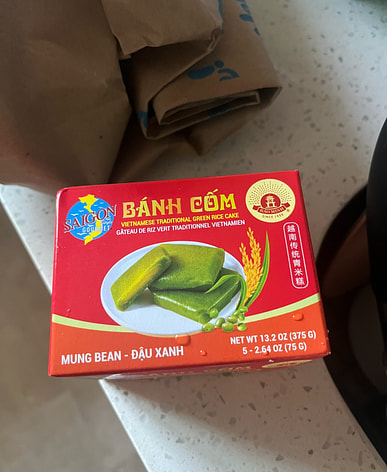 SAIGON
GOURMET
BÁNH CỐM
VIETNAMESE TRADITIONAL GREEN RICE CAKE
GÂTEAU DE RIZ VERT TRADITIONNEL VIETNAMIEN
SINCE
越南传统青米糕
MUNG BEAN - ĐẬU XANH
NET WT 13.2 OZ (375 G)
5 - 2.64 OZ (75 G)